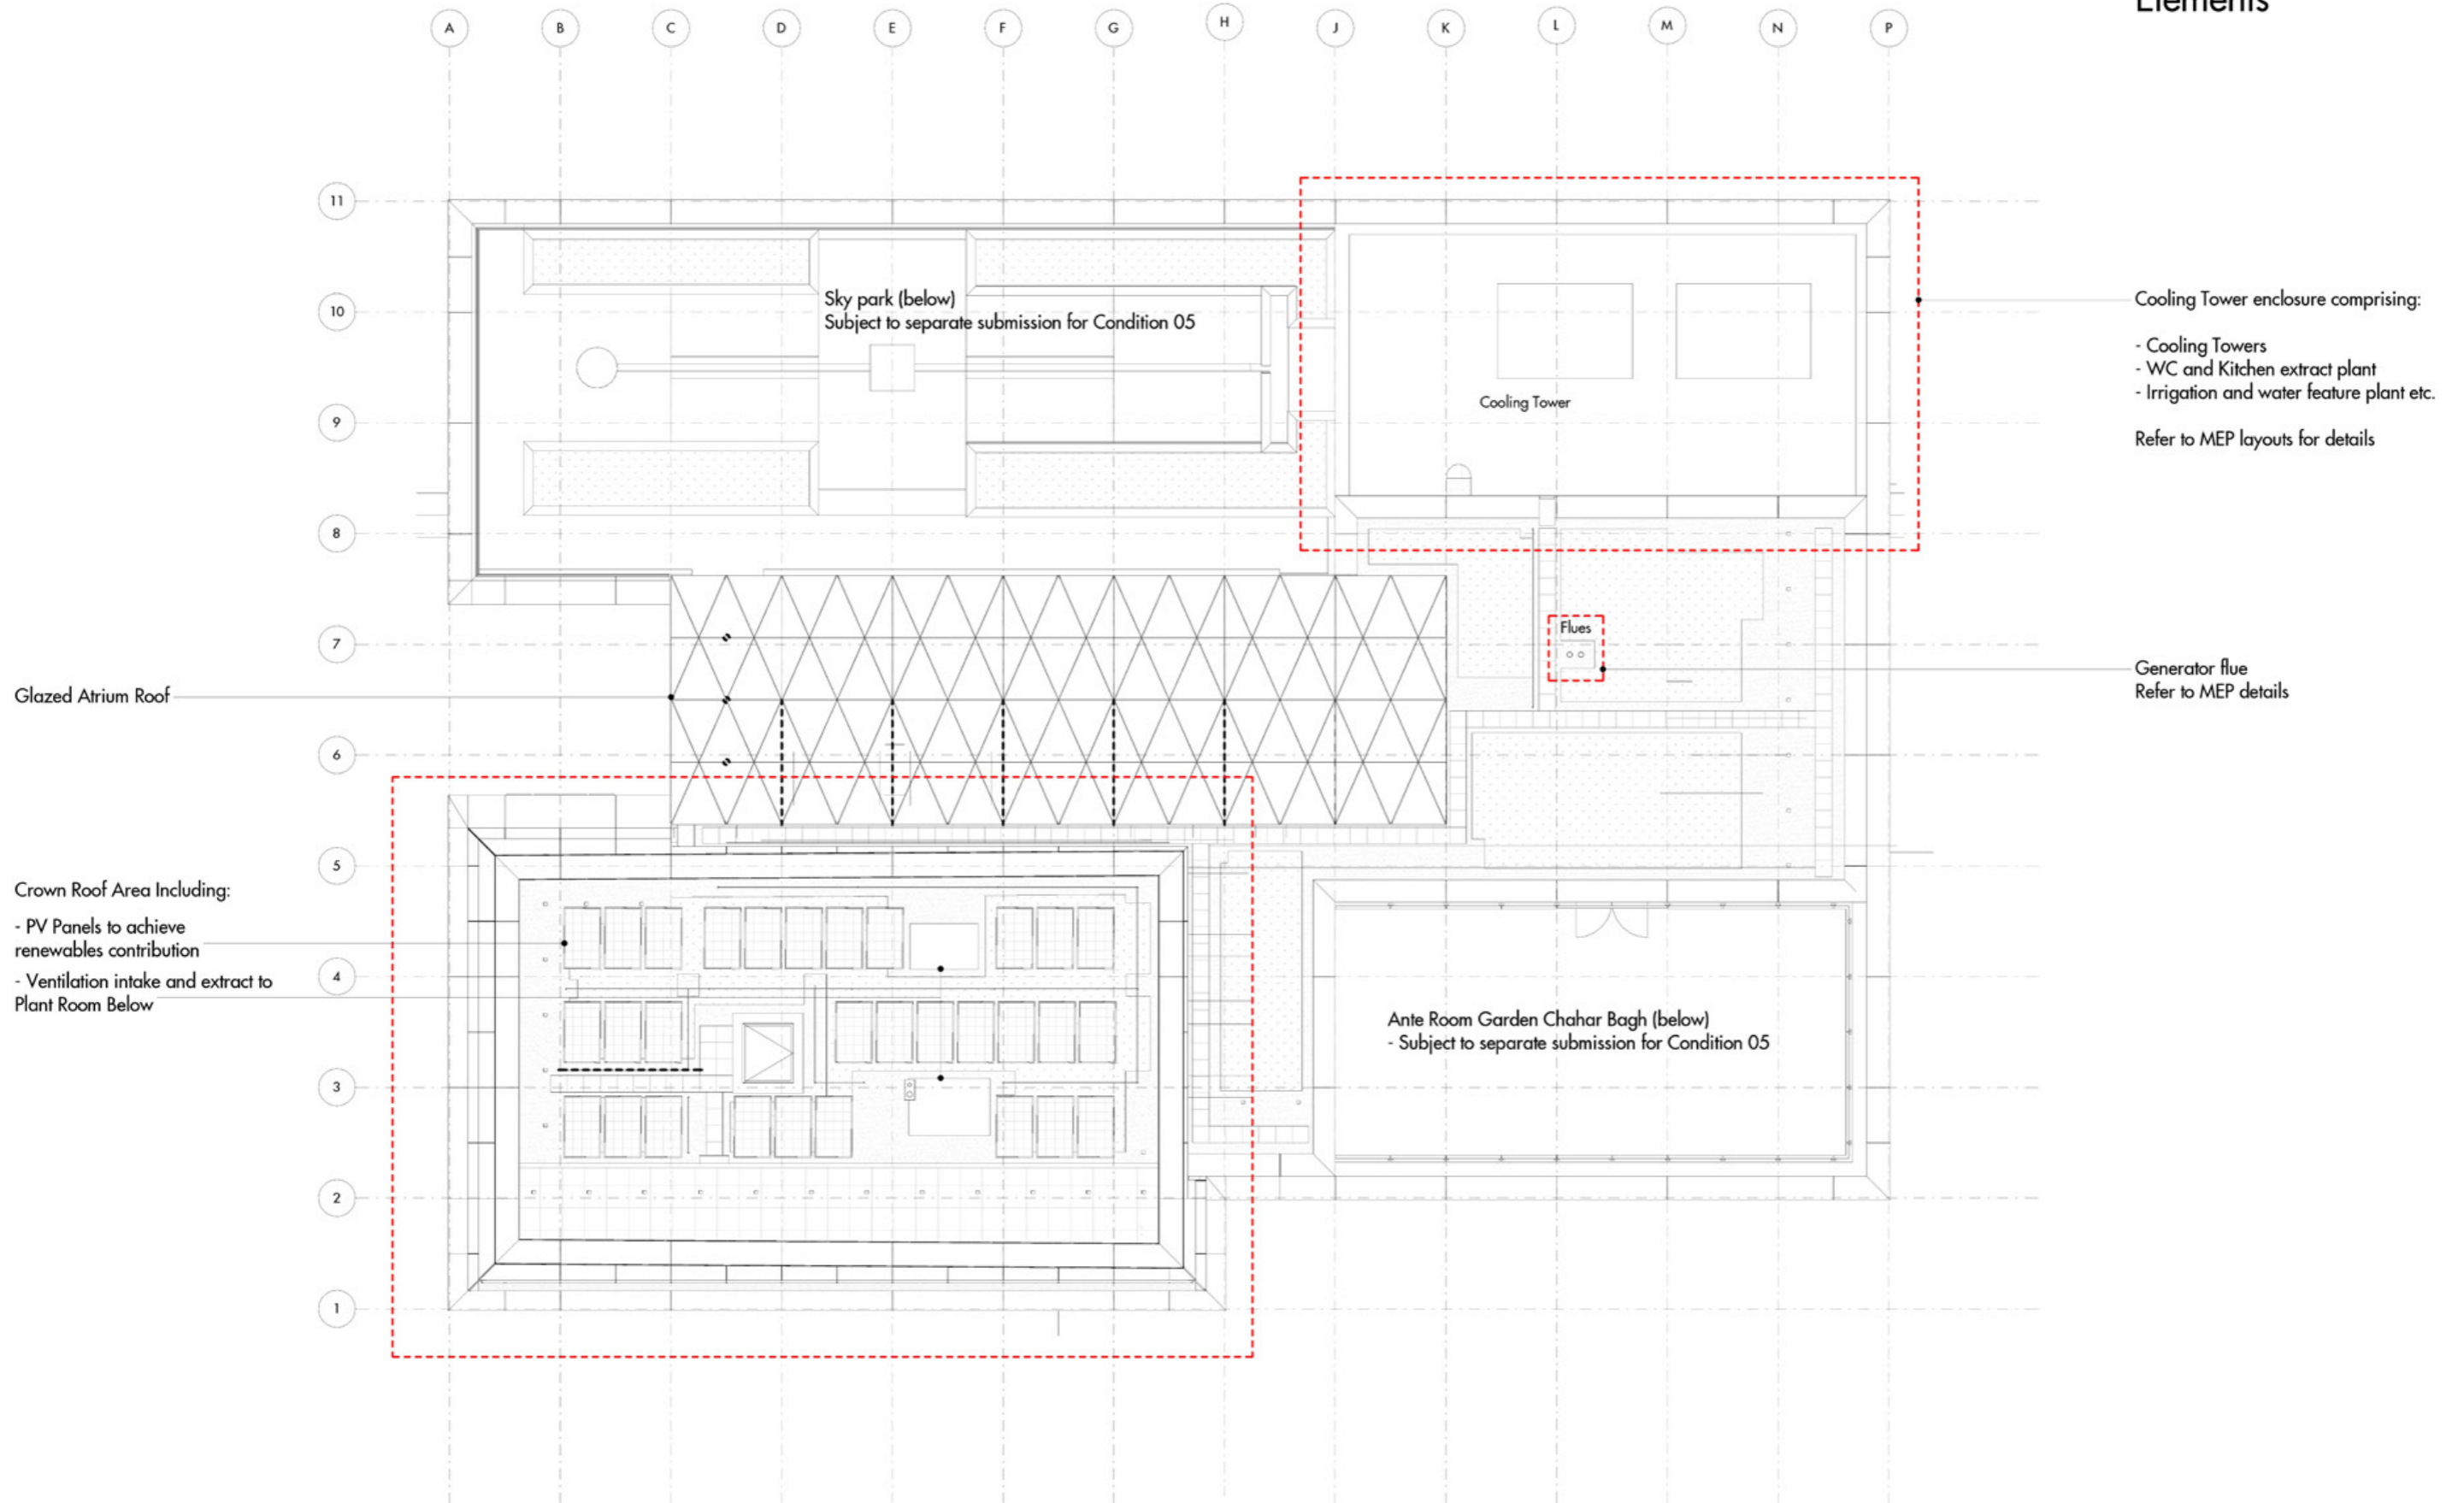 Elements
A B C D E F G H J K L M N P
11
10
9
8
7
6
5
4
3
2
1
Sky park (below)
Subject to separate submission for Condition 05
Cooling Tower
Cooling Tower enclosure comprising:
- Cooling Towers
- WC and Kitchen extract plant
- Irrigation and water feature plant etc.
Refer to MEP layouts for details
Flues
Generator flue
Refer to MEP details
Glazed Atrium Roof
Crown Roof Area Including:
- PV Panels to achieve
renewables contribution
- Ventilation intake and extract to
Plant Room Below
Ante Room Garden Chahar Bagh (below)
- Subject to separate submission for Condition 05